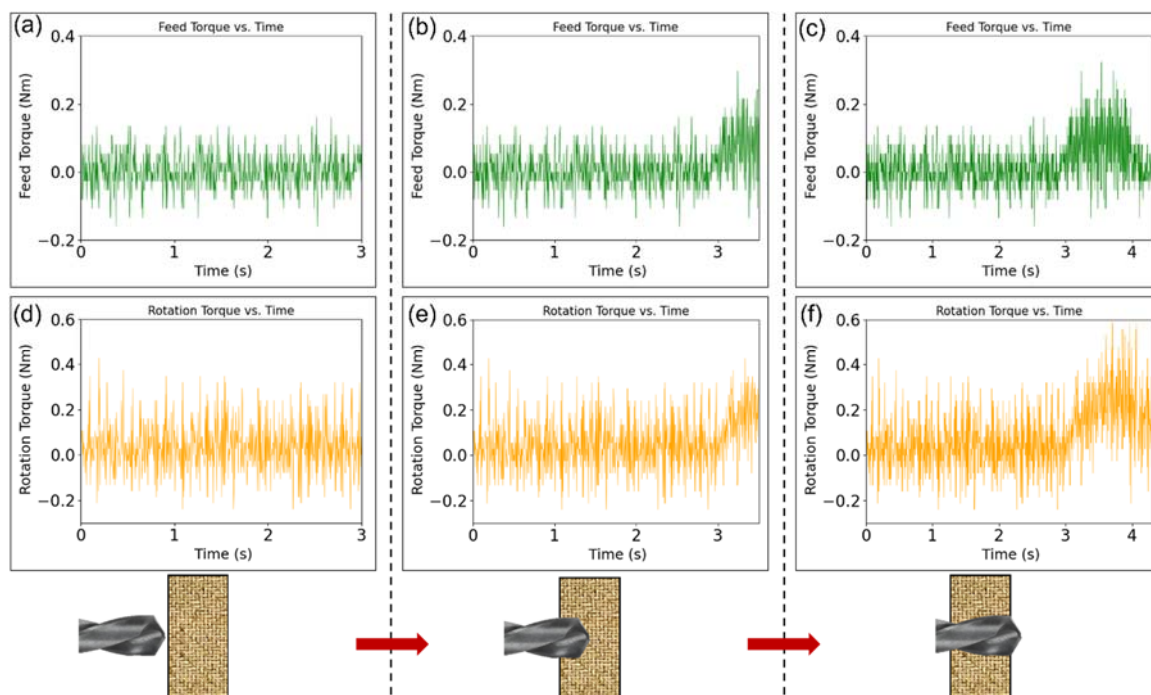 (a)
Feed Torque vs. Time
Feed Torque (Nm)
0.4
0.2
0.0
−0.2
0 1 2 3
Time (s)
(b)
Feed Torque vs. Time
Feed Torque (Nm)
0.4
0.2
0.0
−0.2
0 1 2 3
Time (s)
(c)
Feed Torque vs. Time
Feed Torque (Nm)
0.4
0.2
0.0
−0.2
0 1 2 3 4
Time (s)
(d)
Rotation Torque vs. Time
Rotation Torque (Nm)
0.6
0.4
0.2
0.0
−0.2
0 1 2 3
Time (s)
(e)
Rotation Torque vs. Time
Rotation Torque (Nm)
0.6
0.4
0.2
0.0
−0.2
0 1 2 3
Time (s)
(f)
Rotation Torque vs. Time
Rotation Torque (Nm)
0.6
0.4
0.2
0.0
−0.2
0 1 2 3 4
Time (s)